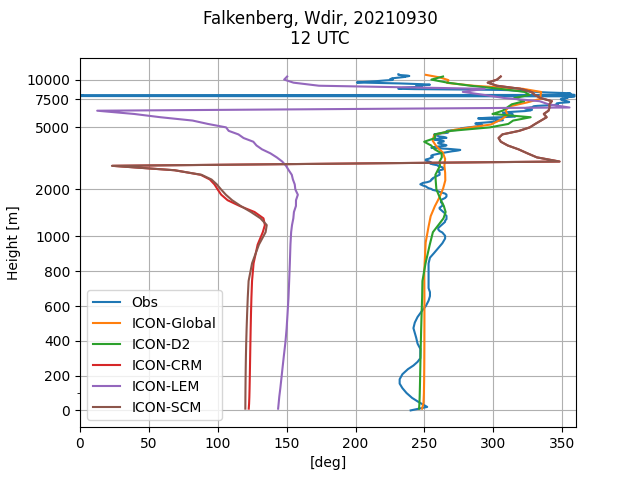 Falkenberg, Wdir, 20210930
12 UTC
Height [m]
10000
7500
5000
2000
1000
800
600
400
200
0
Obs
ICON-Global
ICON-D2
ICON-CRM
ICON-LEM
ICON-SCM
0 50 100 150 200 250 300 350
[deg]